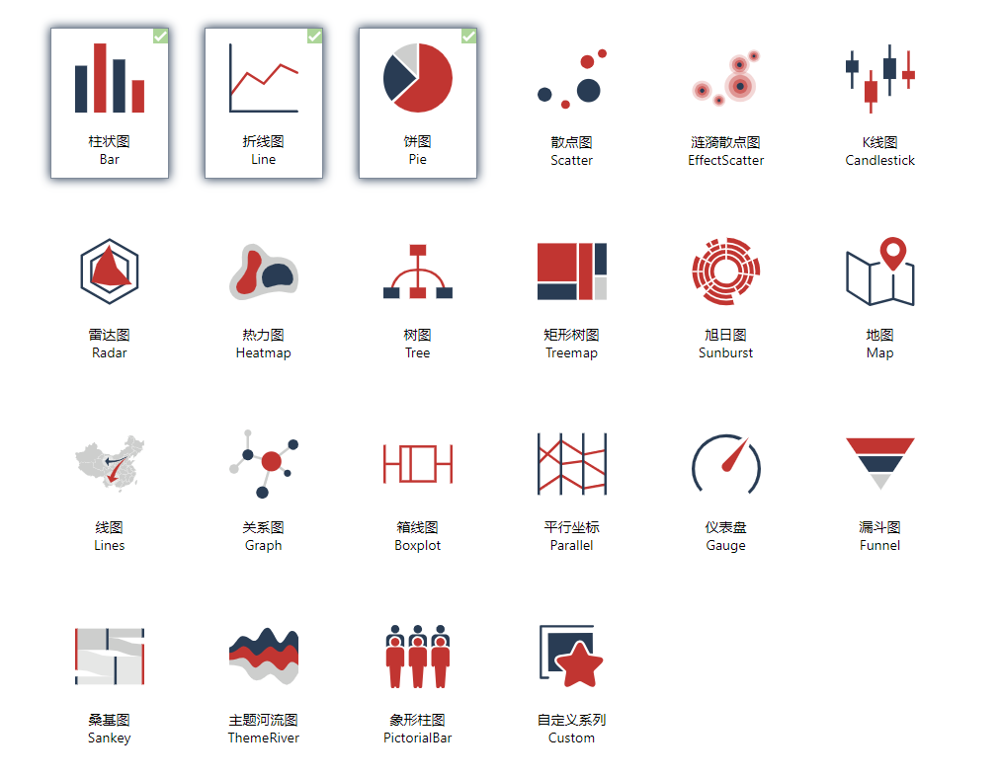 柱状图
Bar
折线图
Line
饼图
Pie
散点图
Scatter
涟漪散点图
EffectScatter
K线图
Candlestick
雷达图
Radar
热力图
Heatmap
树图
Tree
矩形树图
Treemap
旭日图
Sunburst
地图
Map
线图
Lines
关系图
Graph
箱线图
Boxplot
平行坐标
Parallel
仪表盘
Gauge
漏斗图
Funnel
桑基图
Sankey
主题河流图
ThemeRiver
象形柱图
PictorialBar
自定义系列
Custom